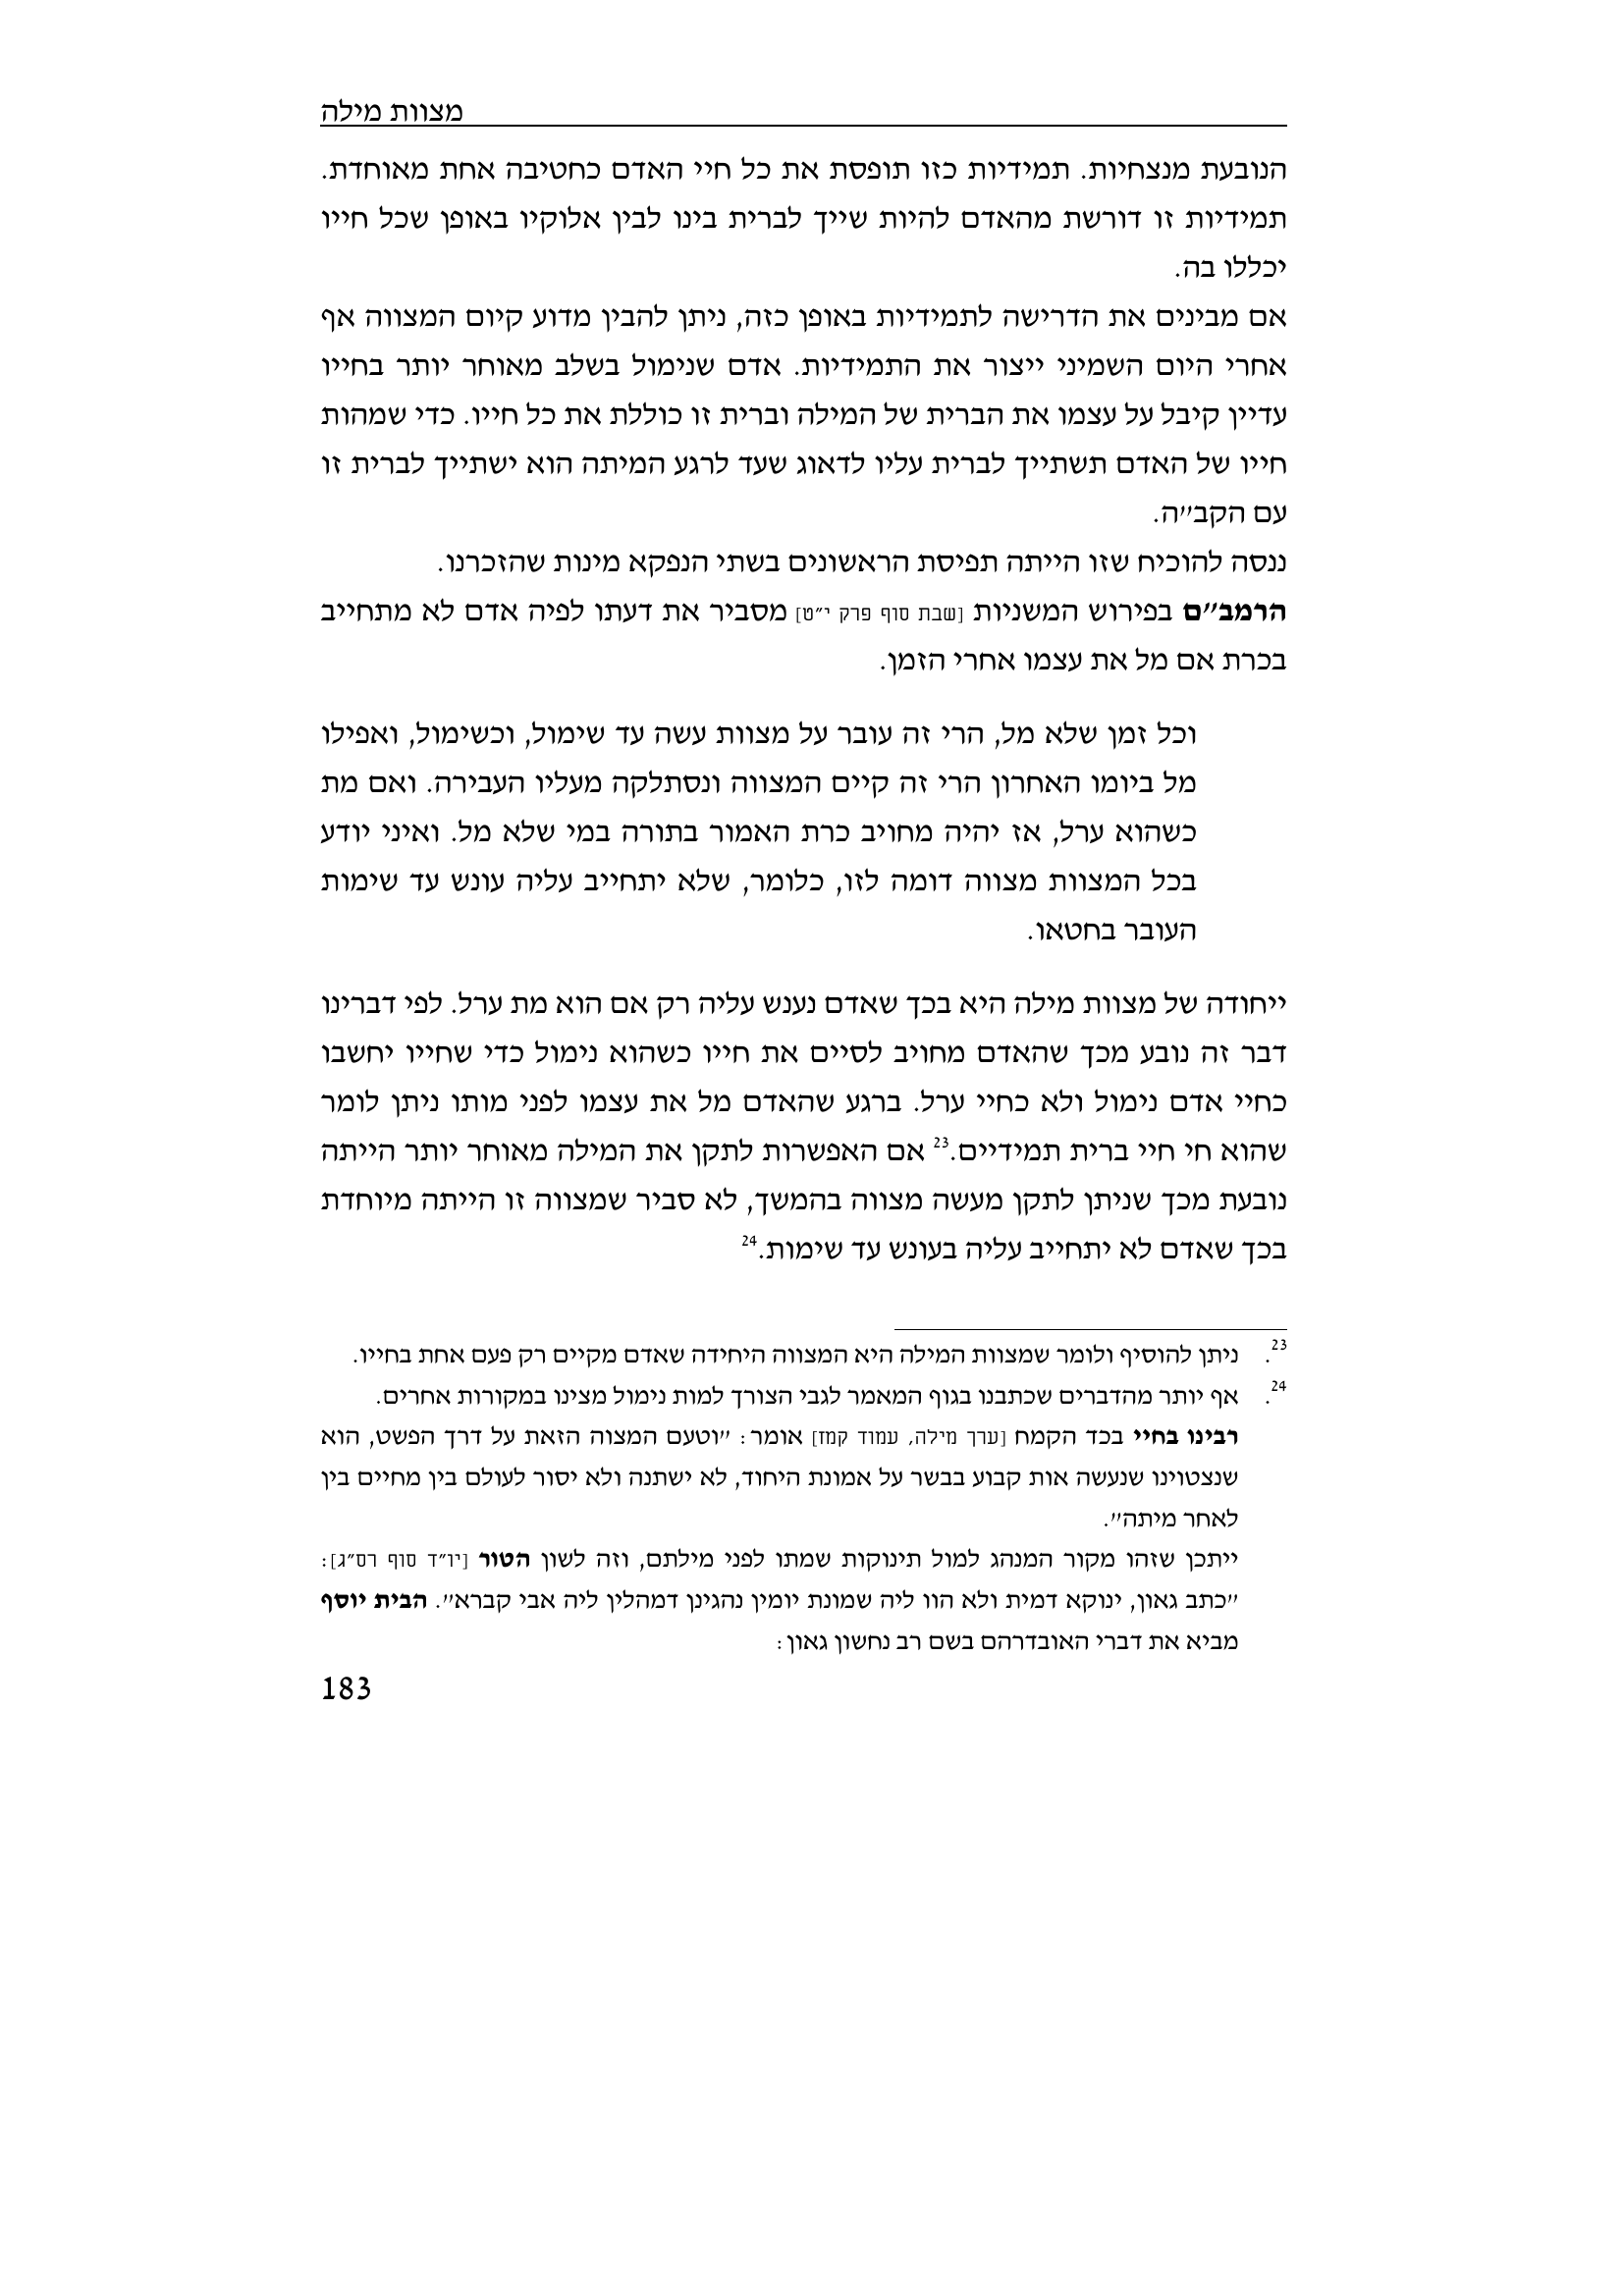 מצוות מילה
הנובעת מנצחיות. תמידיות כזו תופסת את כל חיי האדם כחטיבה אחת מאוחדת.
תמידיות זו דורשת מהאדם להיות שייך לברית בינו לבין אלוקיו באופן שכל חייו
יכללו בה.
אם מבינים את הדרישה לתמידיות באופן כזה, ניתן להבין מדוע קיום המצווה אף
אחרי היום השמיני ייצור את התמידיות. אדם שנימול בשלב מאוחר יותר בחייו
עדיין קיבל על עצמו את הברית של המילה וברית זו כוללת את כל חייו. כדי שמהות
חייו של האדם תשתייך לברית עליו לדאוג שעד לרגע המיתה הוא ישתייך לברית זו
עם הקב״ה.
ננסה להוכיח שזו הייתה תפיסת הראשונים בשתי הנפקא מינות שהזכרנו.
הרמב״ם בפירוש המשניות [שבת סוף פרק י״ט] מסביר את דעתו לפיה אדם לא מתחייב
בכרת אם מל את עצמו אחרי הזמן.
וכל זמן שלא מל, הרי זה עובר על מצוות עשה עד שימול, וכשימול, ואפילו
מל ביומו האחרון הרי זה קיים המצווה ונסתלקה מעליו העבירה. ואם מת
כשהוא ערל, אז יהיה מחויב כרת האמור בתורה במי שלא מל. ואיני יודע
בכל המצוות מצווה דומה לזו, כלומר, שלא יתחייב עליה עונש עד שימות
העובר בחטאו.
ייחודה של מצוות מילה היא בכך שאדם נענש עליה רק אם הוא מת ערל. לפי דברינו
דבר זה נובע מכך שהאדם מחויב לסיים את חייו כשהוא נימול כדי שחייו יחשבו
כחיי אדם נימול ולא כחיי ערל. ברגע שהאדם מל את עצמו לפני מותו ניתן לומר
שהוא חי חיי ברית תמידיים.23 אם האפשרות לתקן את המילה מאוחר יותר הייתה
נובעת מכך שניתן לתקן מעשה מצווה בהמשך, לא סביר שמצווה זו הייתה מיוחדת
בכך שאדם לא יתחייב עליה בעונש עד שימות.24
23. ניתן להוסיף ולומר שמצוות המילה היא המצווה היחידה שאדם מקיים רק פעם אחת בחייו.
24. אף יותר מהדברים שכתבנו בגוף המאמר לגבי הצורך למות נימול מצינו במקורות אחרים.
רבינו בחיי בכד הקמח [ערך מילה, עמוד קמז] אומר: ״וטעם המצוה הזאת על דרך הפשט, הוא
שנצטוינו שנעשה אות קבוע בבשר על אמונת היחוד, לא ישתנה ולא יסור לעולם בין מחיים בין
לאחר מיתה״.
ייתכן שזהו מקור המנהג למול תינוקות שמתו לפני מילתם, וזה לשון הטור [יו״ד סוף רס״ג]:
״כתב גאון, ינוקא דמית ולא הוו ליה שמונת יומין נהגינן דמהלין ליה אבי קברא״. הבית יוסף
מביא את דברי האובדרהם בשם רב נחשון גאון:
183